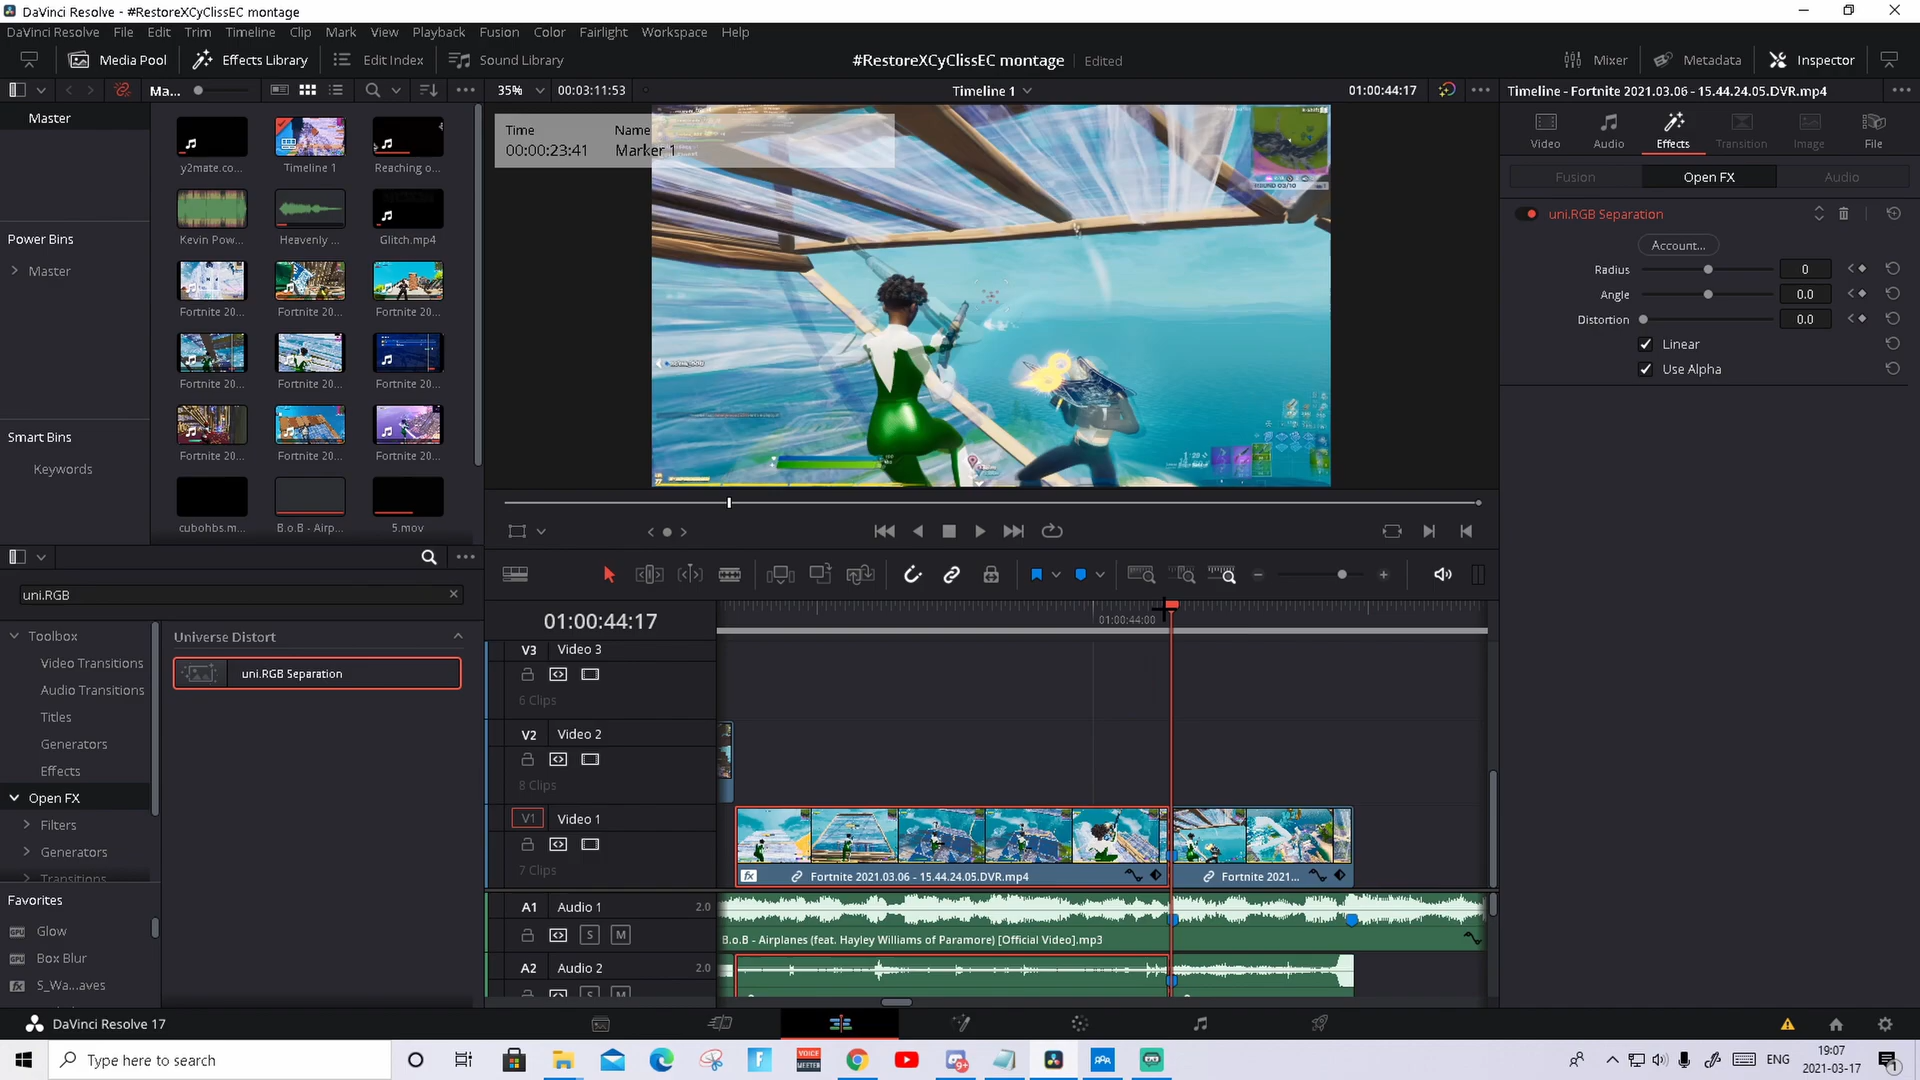 DaVinci Resolve - #RestoreXCyClissEC montage
DaVinci Resolve File Edit Trim Timeline Clip Mark View Playback Fusion Color Fairlight Workspace Help
Media Pool Effects Library Edit Index Sound Library #RestoreXCyClissEC montage Edited Mixer Metadata Inspector
Ma... 35% 00:03:11:53 Timeline 1 01:00:44:17 Timeline - Fortnite 2021.03.06 - 15.44.24.05.DVR.mp4
Master
y2mate.co... Timeline 1 Reaching o...
Time Name
00:00:23:41 Marker 1
Video Audio Effects Transition Image File
Fusion Open FX Audio
uni.RGB Separation
Account...
Radius 0
Angle 0.0
Distortion 0.0
Linear
Use Alpha
Kevin Pow... Heavenly ... Glitch.mp4
Power Bins
Master
Fortnite 20... Fortnite 20... Fortnite 20...
Fortnite 20... Fortnite 20... Fortnite 20...
Smart Bins
Keywords
Fortnite 20... Fortnite 20... Fortnite 20...
cubohbs.m... B.o.B - Airp... 5.mov
uni.RGB
Toolbox
Video Transitions
Audio Transitions
Titles
Generators
Effects
Open FX
Filters
Generators
Transitions
Favorites
Glow
Box Blur
S_Wa...aves
Universe Distort
uni.RGB Separation
01:00:44:17
01:00:44:00
V3 Video 3
6 Clips
V2 Video 2
8 Clips
V1 Video 1
7 Clips
Fortnite 2021.03.06 - 15.44.24.05.DVR.mp4 Fortnite 2021...
A1 Audio 1 2.0
S M
B.o.B - Airplanes (feat. Hayley Williams of Paramore) [Official Video].mp3
A2 Audio 2 2.0
S M
DaVinci Resolve 17
Type here to search
VOICE MEETER
9+
ENG
19:07
2021-03-17
1